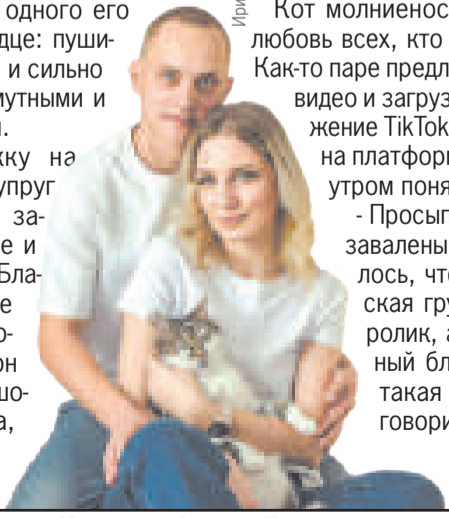 одного его
дце: пуши-
и сильно
мутными и
жку на
упруг
за-
е и
Бла-
е
о-
он
шо-
а,
Ири
Кот молниенос
любовь всех, кто
Как-то паре предл
видео и загруз
жение TikTok
на платфор
утром поня
- Просып
завалены
лось, что
ская гру
ролик, а
ный бл
такая
говори